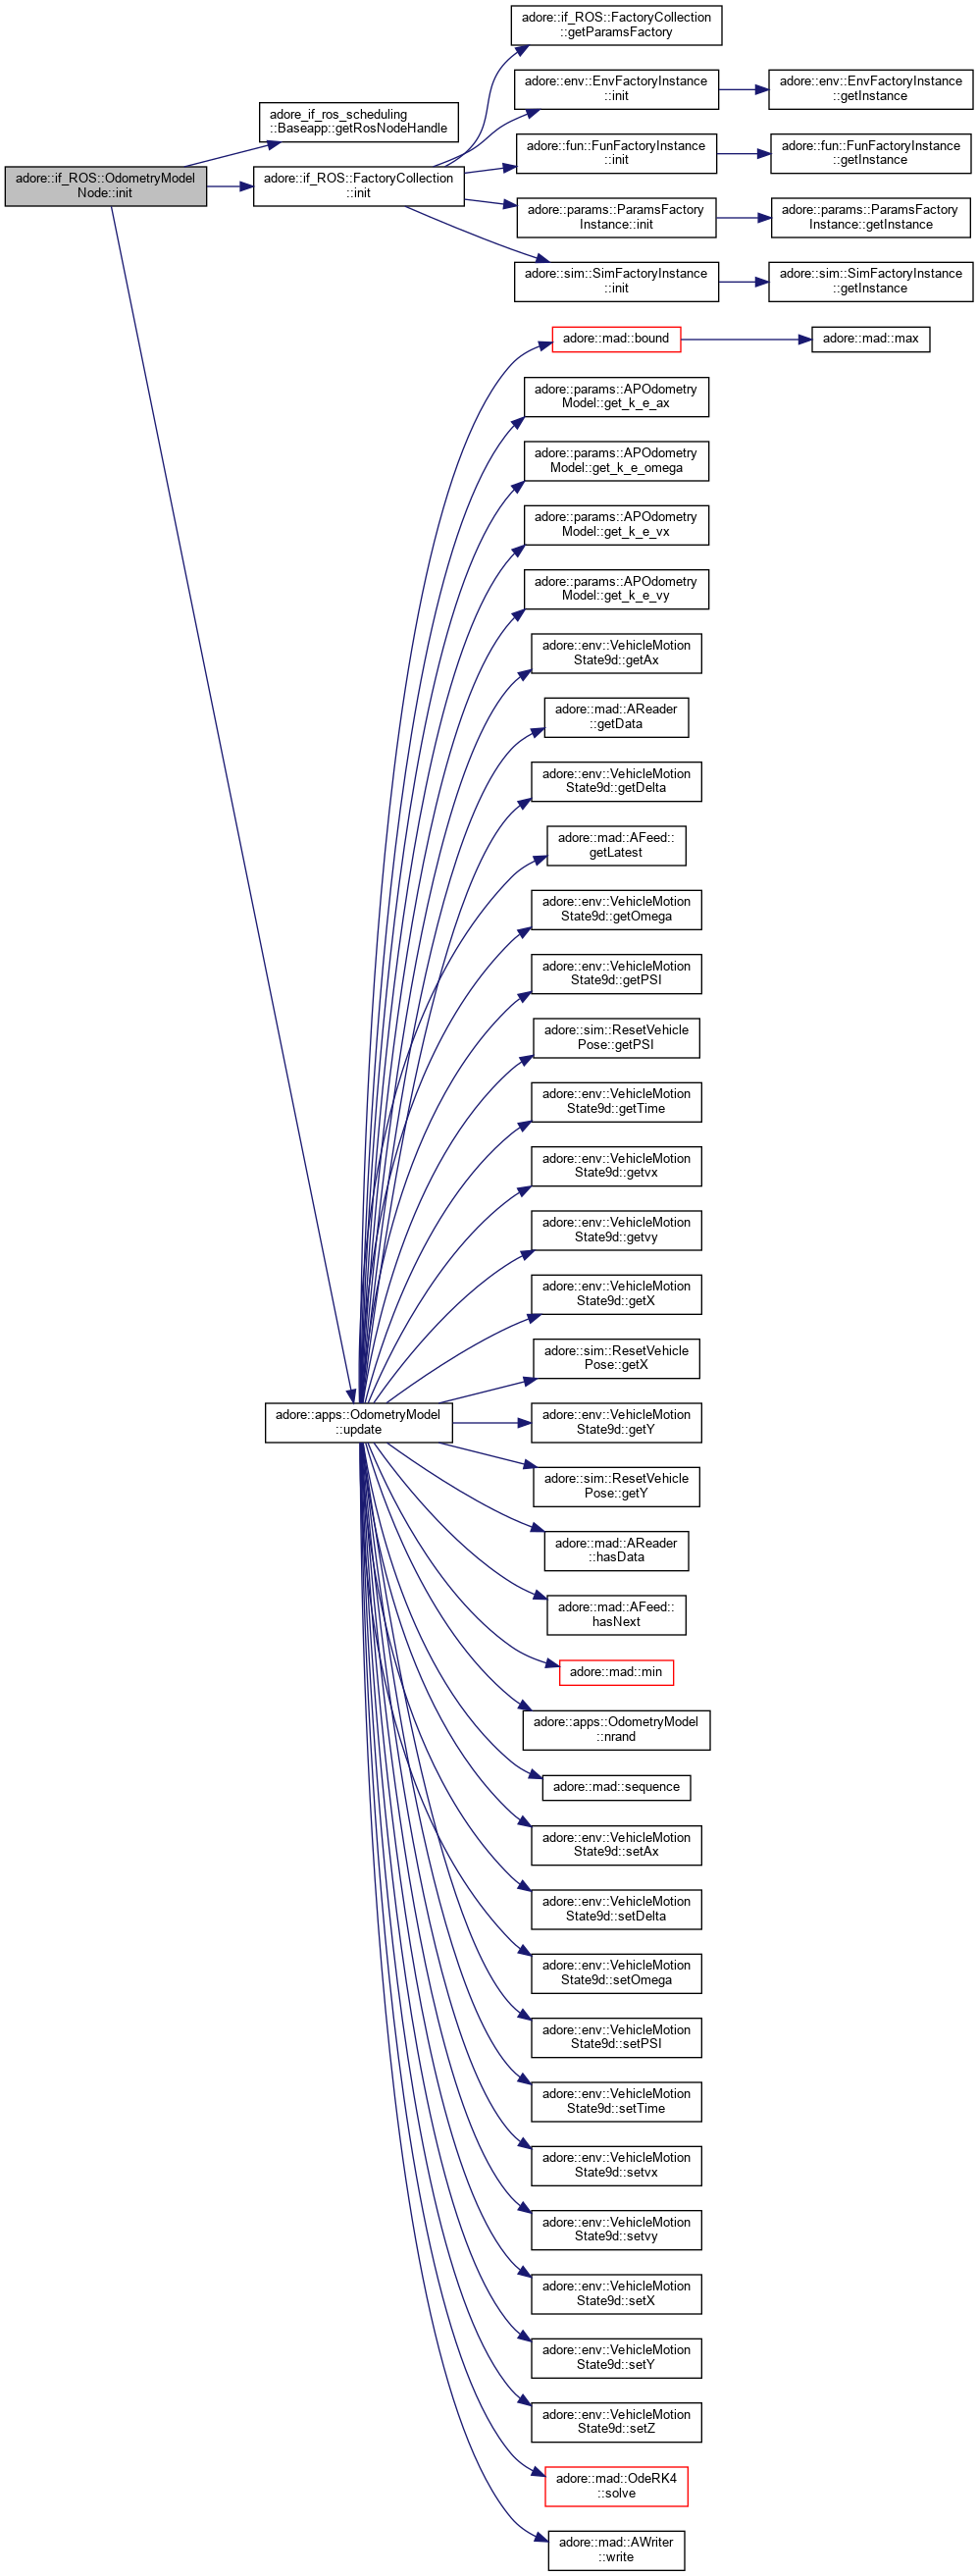 adore::if_ROS::OdometryModel
Node::init
adore_if_ros_scheduling
::Baseapp::getRosNodeHandle
adore::if_ROS::FactoryCollection
::init
adore::if_ROS::FactoryCollection
::getParamsFactory
adore::env::EnvFactoryInstance
::init
adore::env::EnvFactoryInstance
::getInstance
adore::fun::FunFactoryInstance
::init
adore::fun::FunFactoryInstance
::getInstance
adore::params::ParamsFactory
Instance::init
adore::params::ParamsFactory
Instance::getInstance
adore::sim::SimFactoryInstance
::init
adore::sim::SimFactoryInstance
::getInstance
adore::mad::bound
adore::mad::max
adore::params::APOdometry
Model::get_k_e_ax
adore::params::APOdometry
Model::get_k_e_omega
adore::params::APOdometry
Model::get_k_e_vx
adore::params::APOdometry
Model::get_k_e_vy
adore::env::VehicleMotion
State9d::getAx
adore::mad::AReader
::getData
adore::env::VehicleMotion
State9d::getDelta
adore::mad::AFeed::
getLatest
adore::env::VehicleMotion
State9d::getOmega
adore::env::VehicleMotion
State9d::getPSI
adore::sim::ResetVehicle
Pose::getPSI
adore::env::VehicleMotion
State9d::getTime
adore::env::VehicleMotion
State9d::getvx
adore::env::VehicleMotion
State9d::getvy
adore::env::VehicleMotion
State9d::getX
adore::sim::ResetVehicle
Pose::getX
adore::apps::OdometryModel
::update
adore::env::VehicleMotion
State9d::getY
adore::sim::ResetVehicle
Pose::getY
adore::mad::AReader
::hasData
adore::mad::AFeed::
hasNext
adore::mad::min
adore::apps::OdometryModel
::nrand
adore::mad::sequence
adore::env::VehicleMotion
State9d::setAx
adore::env::VehicleMotion
State9d::setDelta
adore::env::VehicleMotion
State9d::setOmega
adore::env::VehicleMotion
State9d::setPSI
adore::env::VehicleMotion
State9d::setTime
adore::env::VehicleMotion
State9d::setvx
adore::env::VehicleMotion
State9d::setvy
adore::env::VehicleMotion
State9d::setX
adore::env::VehicleMotion
State9d::setY
adore::env::VehicleMotion
State9d::setZ
adore::mad::OdeRK4
::solve
adore::mad::AWriter
::write